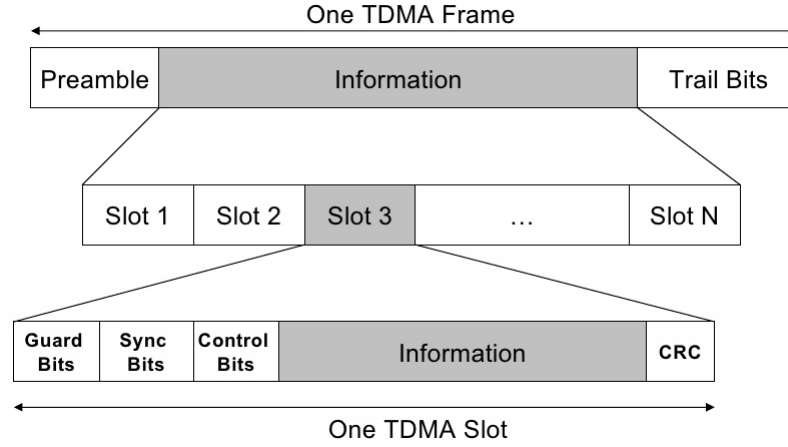 One TDMA Frame
Preamble Information Trail Bits
Slot 1 Slot 2 Slot 3 ... Slot N
Guard Sync Control
Bits Bits Bits Information CRC
One TDMA Slot